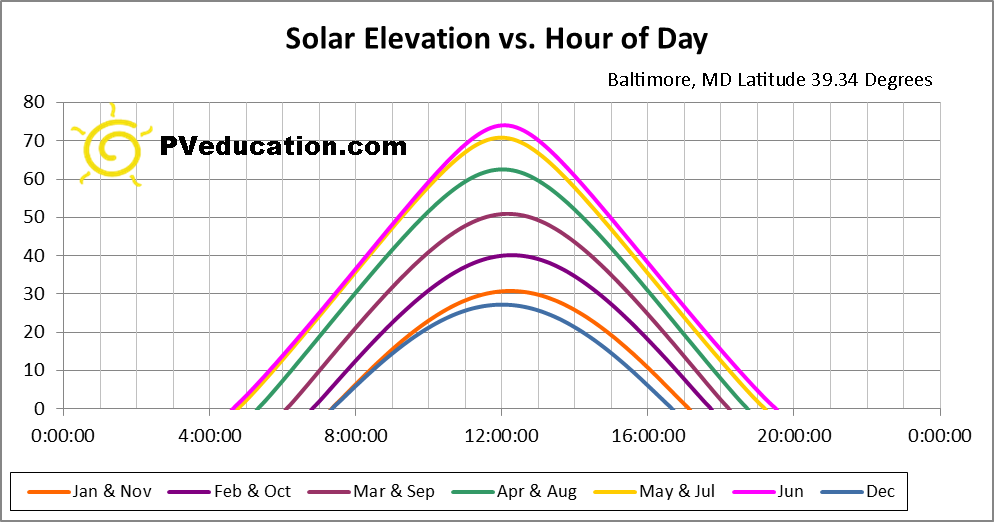 Solar Elevation vs. Hour of Day
Baltimore, MD Latitude 39.34 Degrees
PVeducation.com
80
70
60
50
40
30
20
10
0
0:00:00 4:00:00 8:00:00 12:00:00 16:00:00 20:00:00 0:00:00
Jan & Nov Feb & Oct Mar & Sep Apr & Aug May & Jul Jun Dec